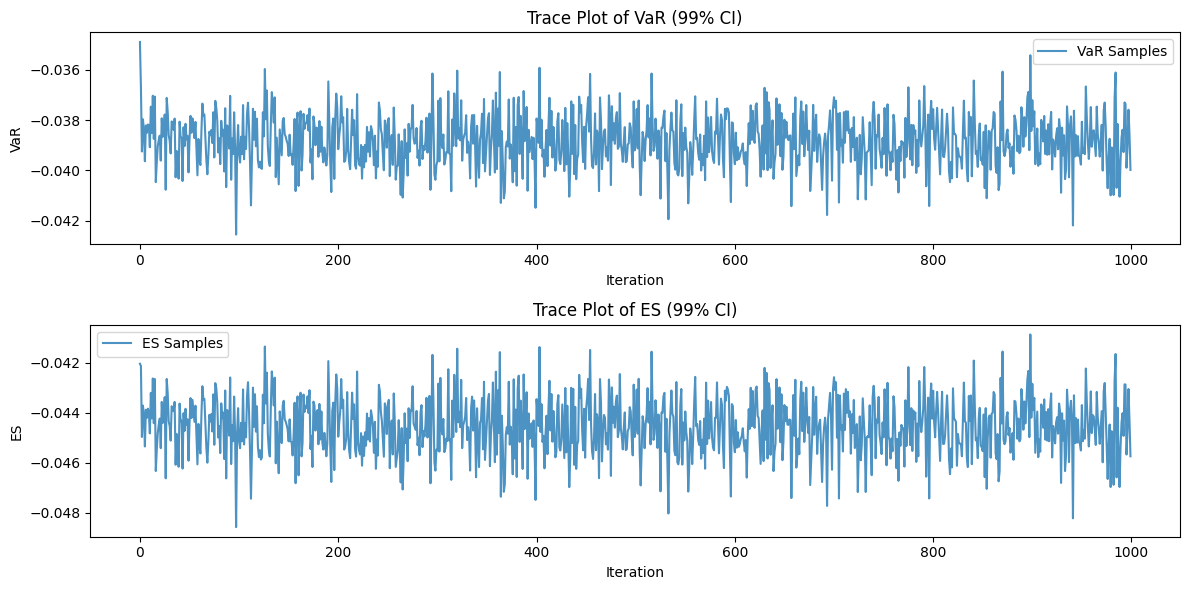 Trace Plot of VaR (99% CI)
VaR Samples
−0.036
−0.038
−0.040
−0.042
VaR
0
200
400
600
800
1000
Iteration
Trace Plot of ES (99% CI)
ES Samples
−0.042
−0.044
−0.046
−0.048
ES
0
200
400
600
800
1000
Iteration